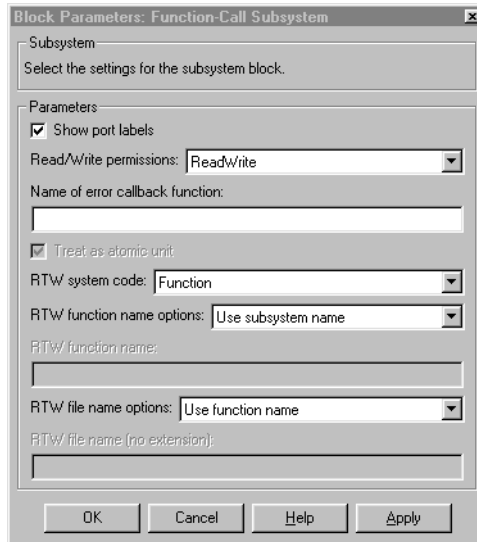 Block Parameters: Function-Call Subsystem
Subsystem
Select the settings for the subsystem block.
Parameters
Show port labels
Read/Write permissions: ReadWrite
Name of error callback function:
Treat as atomic unit
RTW system code: Function
RTW function name options: Use subsystem name
RTW function name:
RTW file name options: Use function name
RTW file name (no extension):
OK Cancel Help Apply